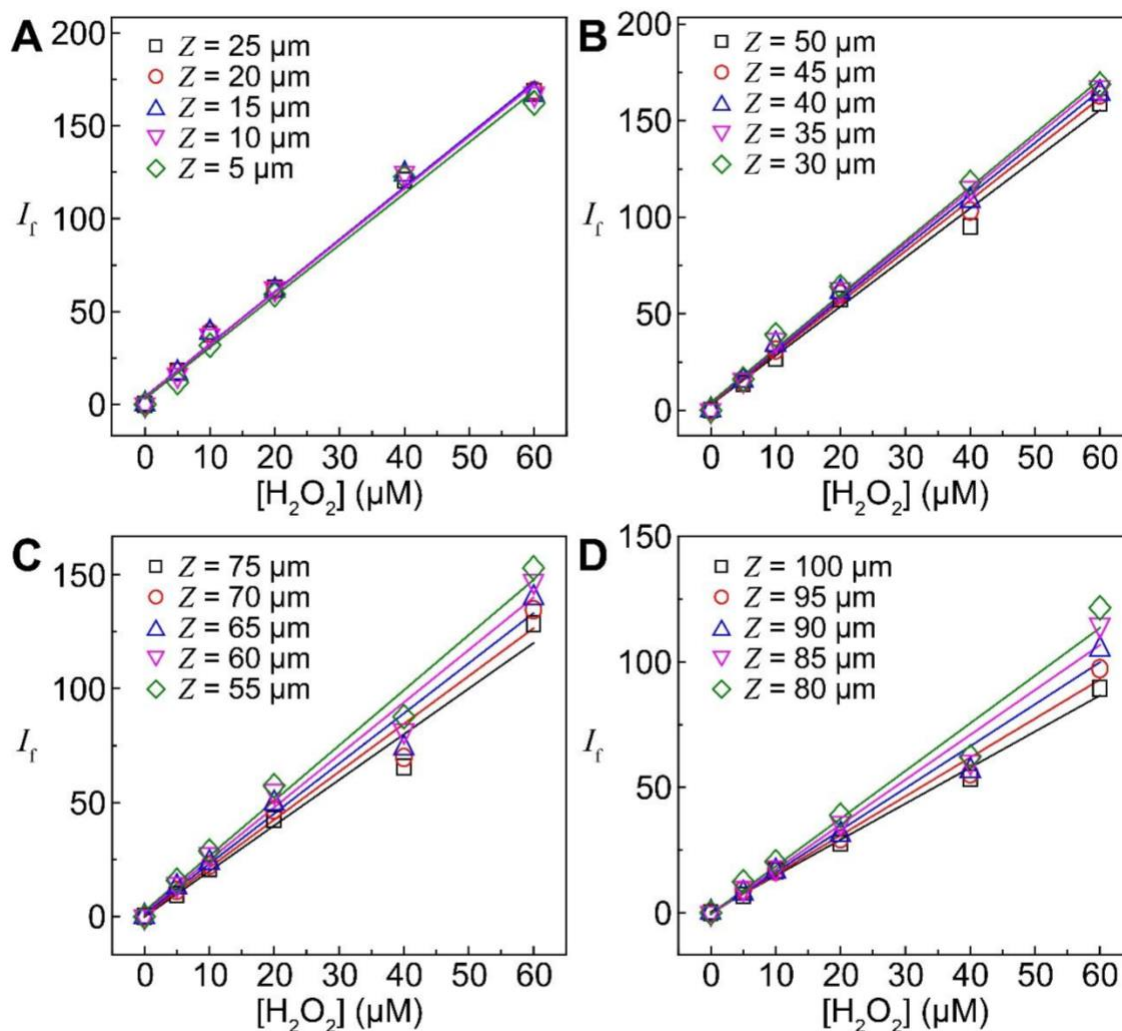 A
200
150
100
50
0
I_f
Z = 25 µm
Z = 20 µm
Z = 15 µm
Z = 10 µm
Z = 5 µm
0 10 20 30 40 50 60
[H₂O₂] (µM)
B
200
150
100
50
0
I_f
Z = 50 µm
Z = 45 µm
Z = 40 µm
Z = 35 µm
Z = 30 µm
0 10 20 30 40 50 60
[H₂O₂] (µM)
C
150
100
50
0
I_f
Z = 75 µm
Z = 70 µm
Z = 65 µm
Z = 60 µm
Z = 55 µm
0 10 20 30 40 50 60
[H₂O₂] (µM)
D
150
100
50
0
I_f
Z = 100 µm
Z = 95 µm
Z = 90 µm
Z = 85 µm
Z = 80 µm
0 10 20 30 40 50 60
[H₂O₂] (µM)